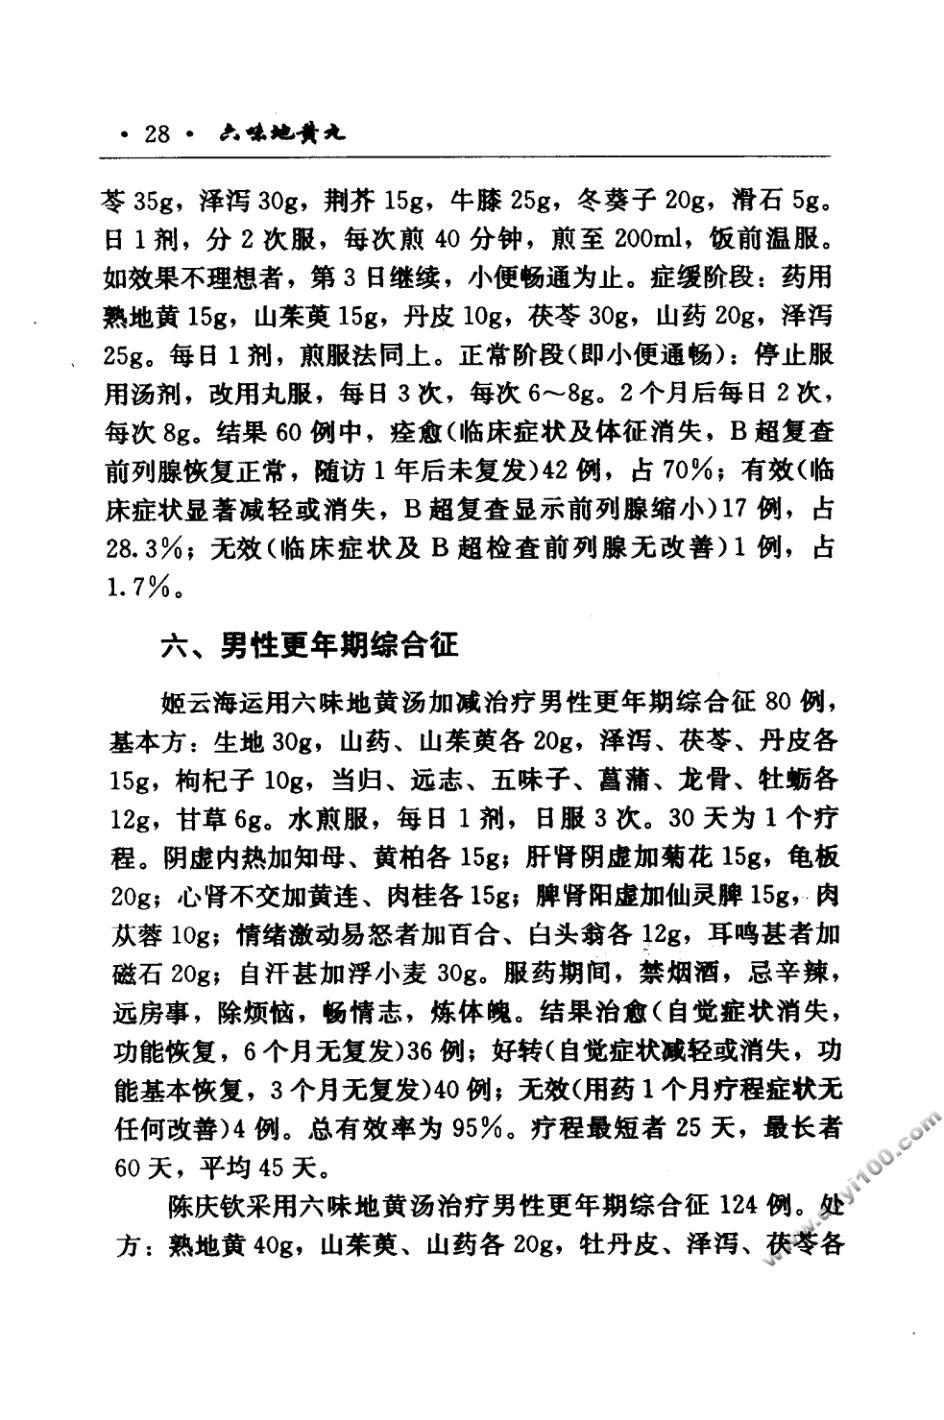 · 28 · 六味地黄丸
苓 35g，泽泻 30g，荆芥 15g，牛膝 25g，冬葵子 20g，滑石 5g。
日 1 剂，分 2 次服，每次煎 40 分钟，煎至 200ml，饭前温服。
如效果不理想者，第 3 日继续，小便畅通为止。症缓阶段：药用
熟地黄 15g，山茱萸 15g，丹皮 10g，茯苓 30g，山药 20g，泽泻
25g。每日 1 剂，煎服法同上。正常阶段（即小便通畅）：停止服
用汤剂，改用丸服，每日 3 次，每次 6～8g。2 个月后每日 2 次，
每次 8g。结果 60 例中，痊愈（临床症状及体征消失，B 超复查
前列腺恢复正常，随访 1 年后未复发）42 例，占 70%；有效（临
床症状显著减轻或消失，B 超复查显示前列腺缩小）17 例，占
28.3%；无效（临床症状及 B 超检查前列腺无改善）1 例，占
1.7%。
六、男性更年期综合征
姬云海运用六味地黄汤加减治疗男性更年期综合征 80 例，
基本方：生地 30g，山药、山茱萸各 20g，泽泻、茯苓、丹皮各
15g，枸杞子 10g，当归、远志、五味子、菖蒲、龙骨、牡蛎各
12g，甘草 6g。水煎服，每日 1 剂，日服 3 次。30 天为 1 个疗
程。阴虚内热加知母、黄柏各 15g；肝肾阴虚加菊花 15g，龟板
20g；心肾不交加黄连、肉桂各 15g；脾肾阳虚加仙灵脾 15g，肉
苁蓉 10g；情绪激动易怒者加百合、白头翁各 12g，耳鸣甚者加
磁石 20g；自汗甚加浮小麦 30g。服药期间，禁烟酒，忌辛辣，
远房事，除烦恼，畅情志，炼体魄。结果治愈（自觉症状消失，
功能恢复，6 个月无复发）36 例；好转（自觉症状减轻或消失，功
能基本恢复，3 个月无复发）40 例；无效（用药 1 个月疗程症状无
任何改善）4 例。总有效率为 95%。疗程最短者 25 天，最长者
60 天，平均 45 天。
陈庆钦采用六味地黄汤治疗男性更年期综合征 124 例。处
方：熟地黄 40g，山茱萸、山药各 20g，牡丹皮、泽泻、茯苓各